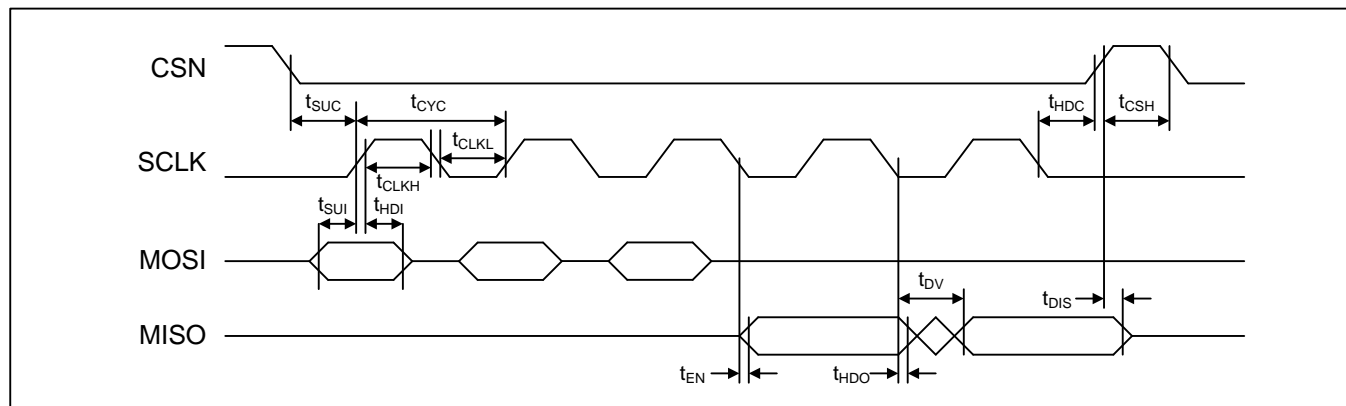 CSN
tSUC
tCYC
tHDC
tCSH
SCLK
tCLKL
tCLKH
tSUI
tHDI
MOSI
tDV
tDIS
MISO
tEN
tHDO